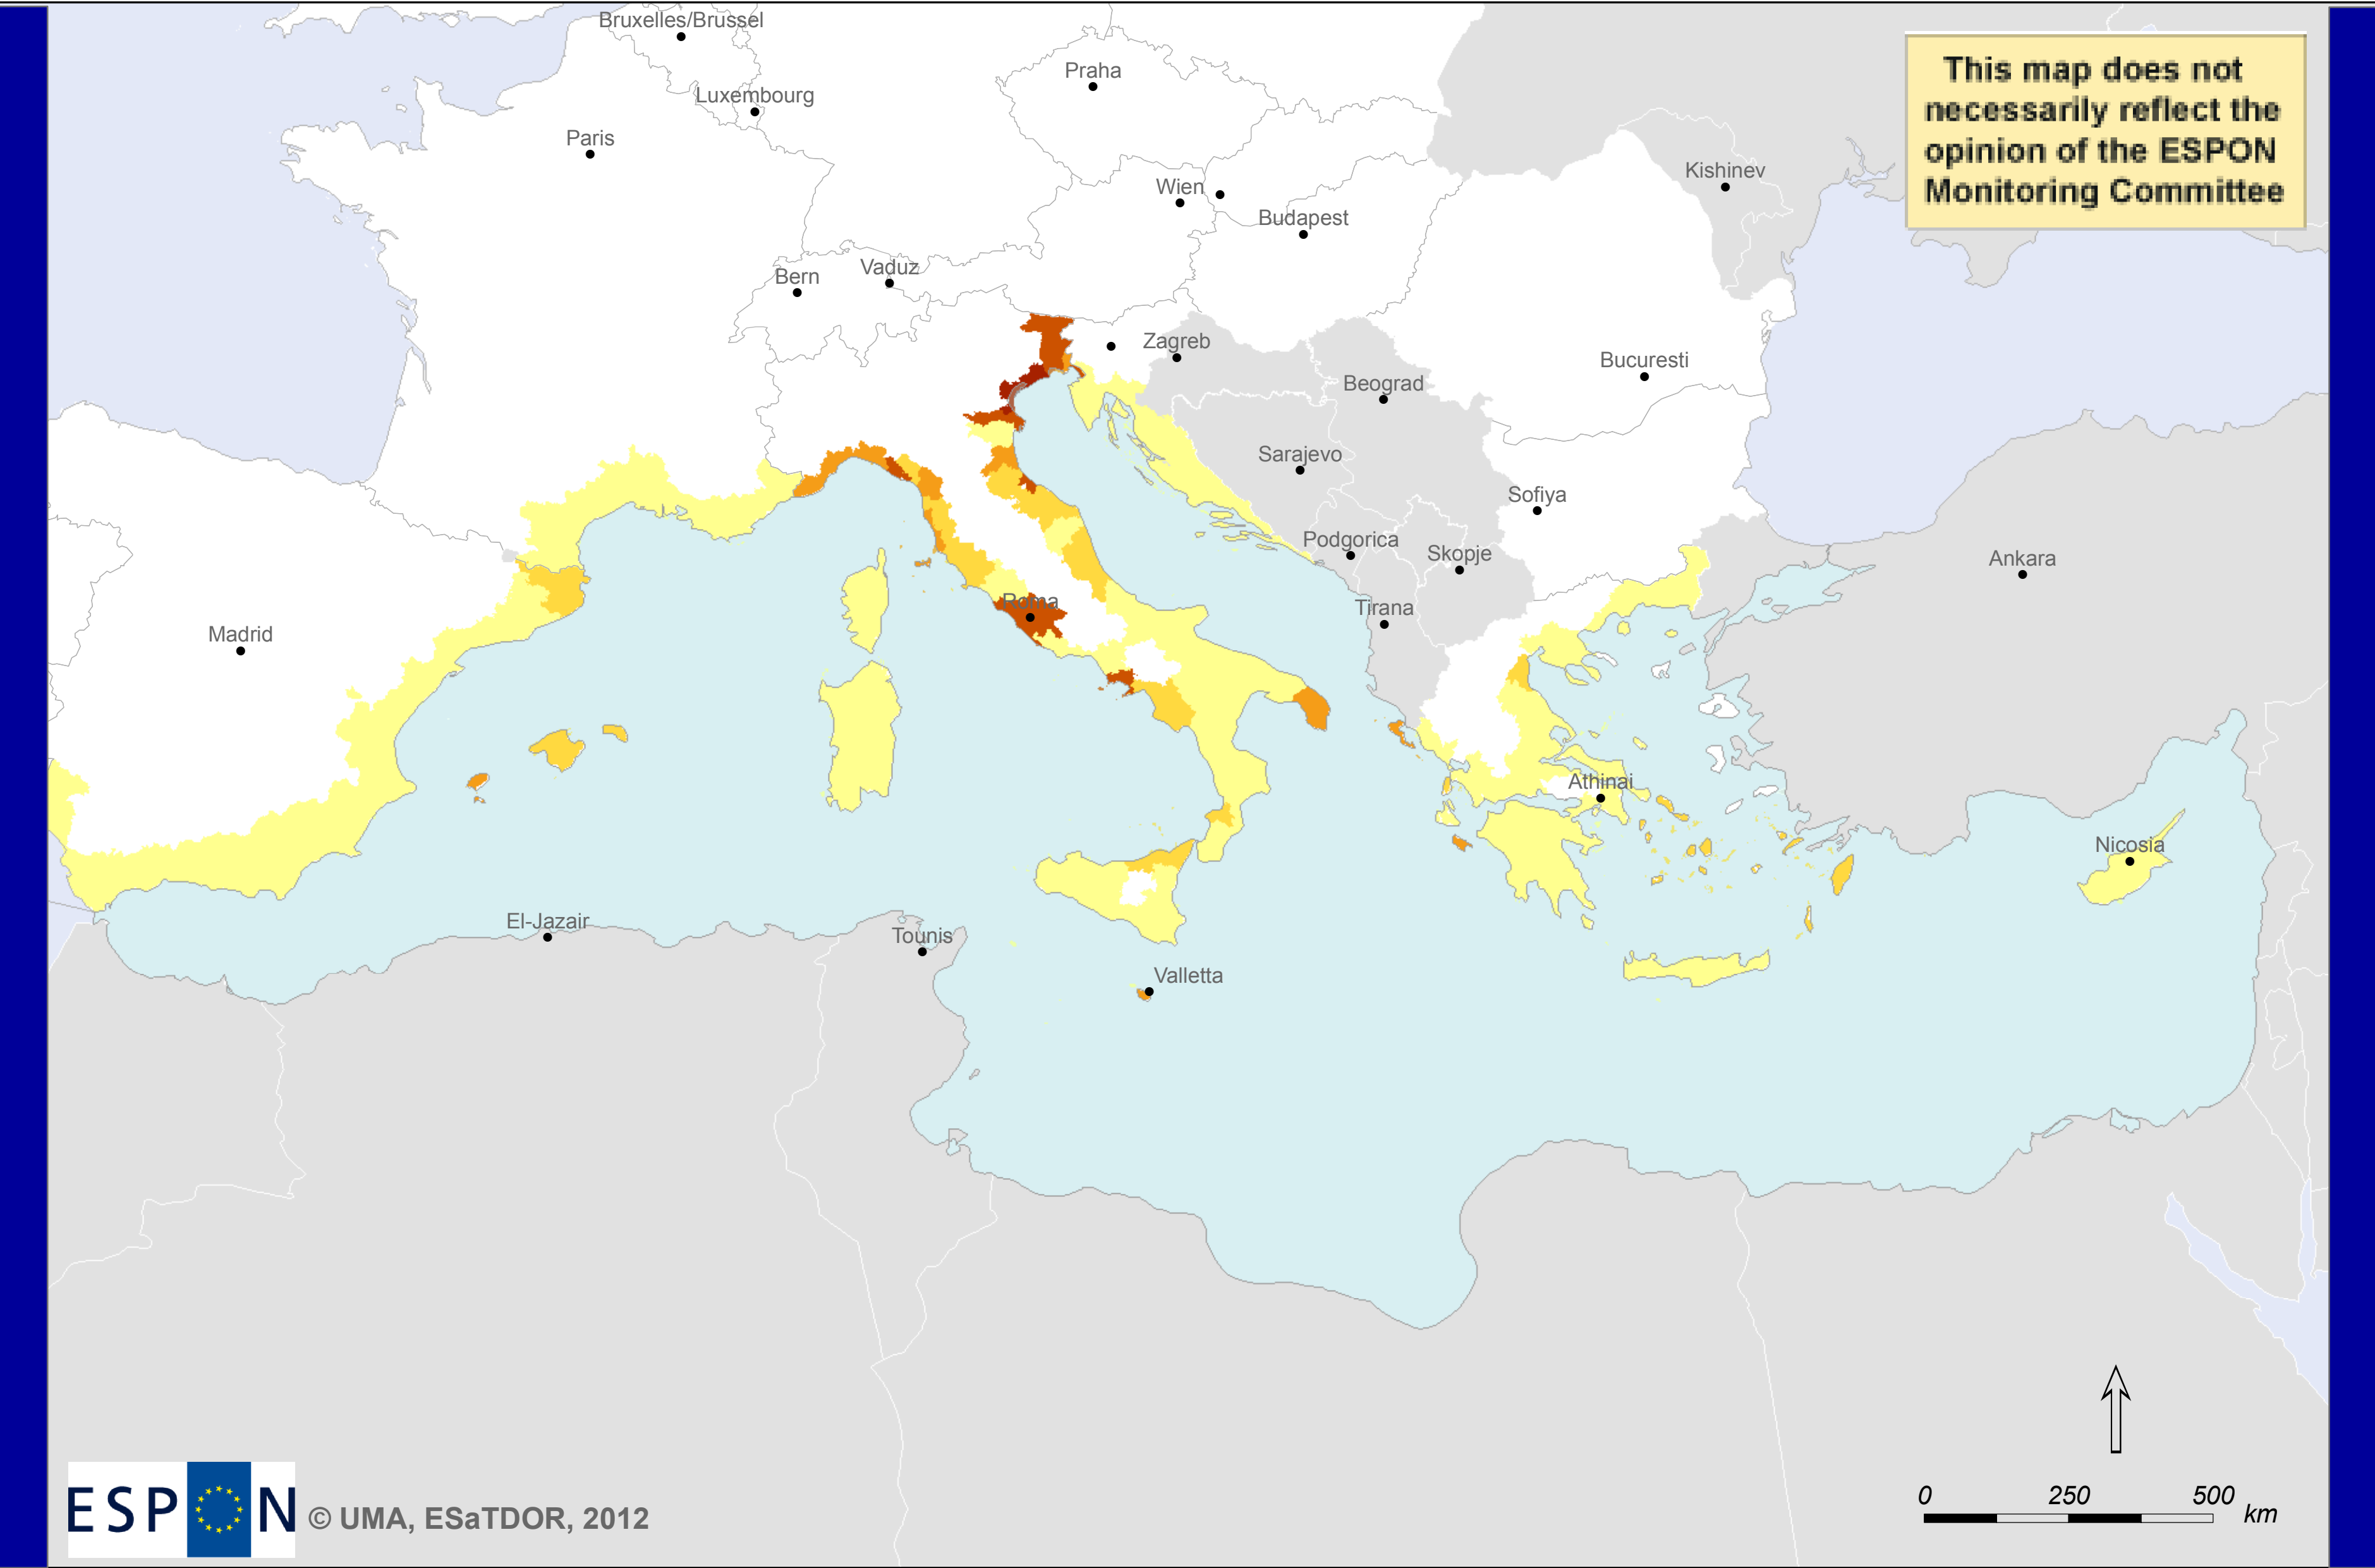 Bruxelles/Brussel
This map does not
necessarily reflect the
opinion of the ESPON
Monitoring Committee
Praha
Luxembourg
Paris
Kishinev
Wien
Budapest
Bern
Vaduz
Zagreb
Bucuresti
Beograd
Sarajevo
Sofiya
Podgorica
Skopje
Ankara
Roma
Tirana
Madrid
Athinai
Nicosia
El-Jazair
Tounis
Valletta
0 250 500 km
ESPON © UMA, ESaTDOR, 2012